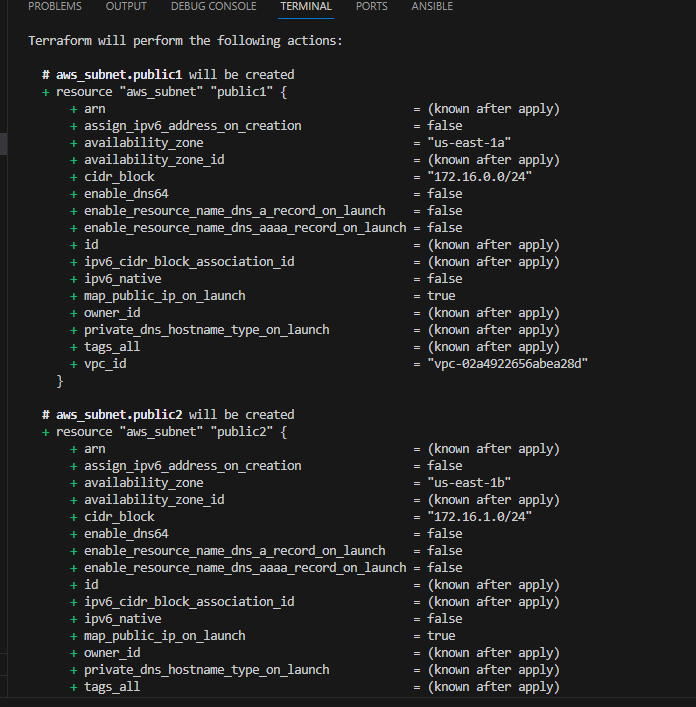 PROBLEMS OUTPUT DEBUG CONSOLE TERMINAL PORTS ANSIBLE
Terraform will perform the following actions:
# aws_subnet.public1 will be created
+ resource "aws_subnet" "public1" {
+ arn = (known after apply)
+ assign_ipv6_address_on_creation = false
+ availability_zone = "us-east-1a"
+ availability_zone_id = (known after apply)
+ cidr_block = "172.16.0.0/24"
+ enable_dns64 = false
+ enable_resource_name_dns_a_record_on_launch = false
+ enable_resource_name_dns_aaaa_record_on_launch = false
+ id = (known after apply)
+ ipv6_cidr_block_association_id = (known after apply)
+ ipv6_native = false
+ map_public_ip_on_launch = true
+ owner_id = (known after apply)
+ private_dns_hostname_type_on_launch = (known after apply)
+ tags_all = (known after apply)
+ vpc_id = "vpc-02a4922656abea28d"
}
# aws_subnet.public2 will be created
+ resource "aws_subnet" "public2" {
+ arn = (known after apply)
+ assign_ipv6_address_on_creation = false
+ availability_zone = "us-east-1b"
+ availability_zone_id = (known after apply)
+ cidr_block = "172.16.1.0/24"
+ enable_dns64 = false
+ enable_resource_name_dns_a_record_on_launch = false
+ enable_resource_name_dns_aaaa_record_on_launch = false
+ id = (known after apply)
+ ipv6_cidr_block_association_id = (known after apply)
+ ipv6_native = false
+ map_public_ip_on_launch = true
+ owner_id = (known after apply)
+ private_dns_hostname_type_on_launch = (known after apply)
+ tags_all = (known after apply)